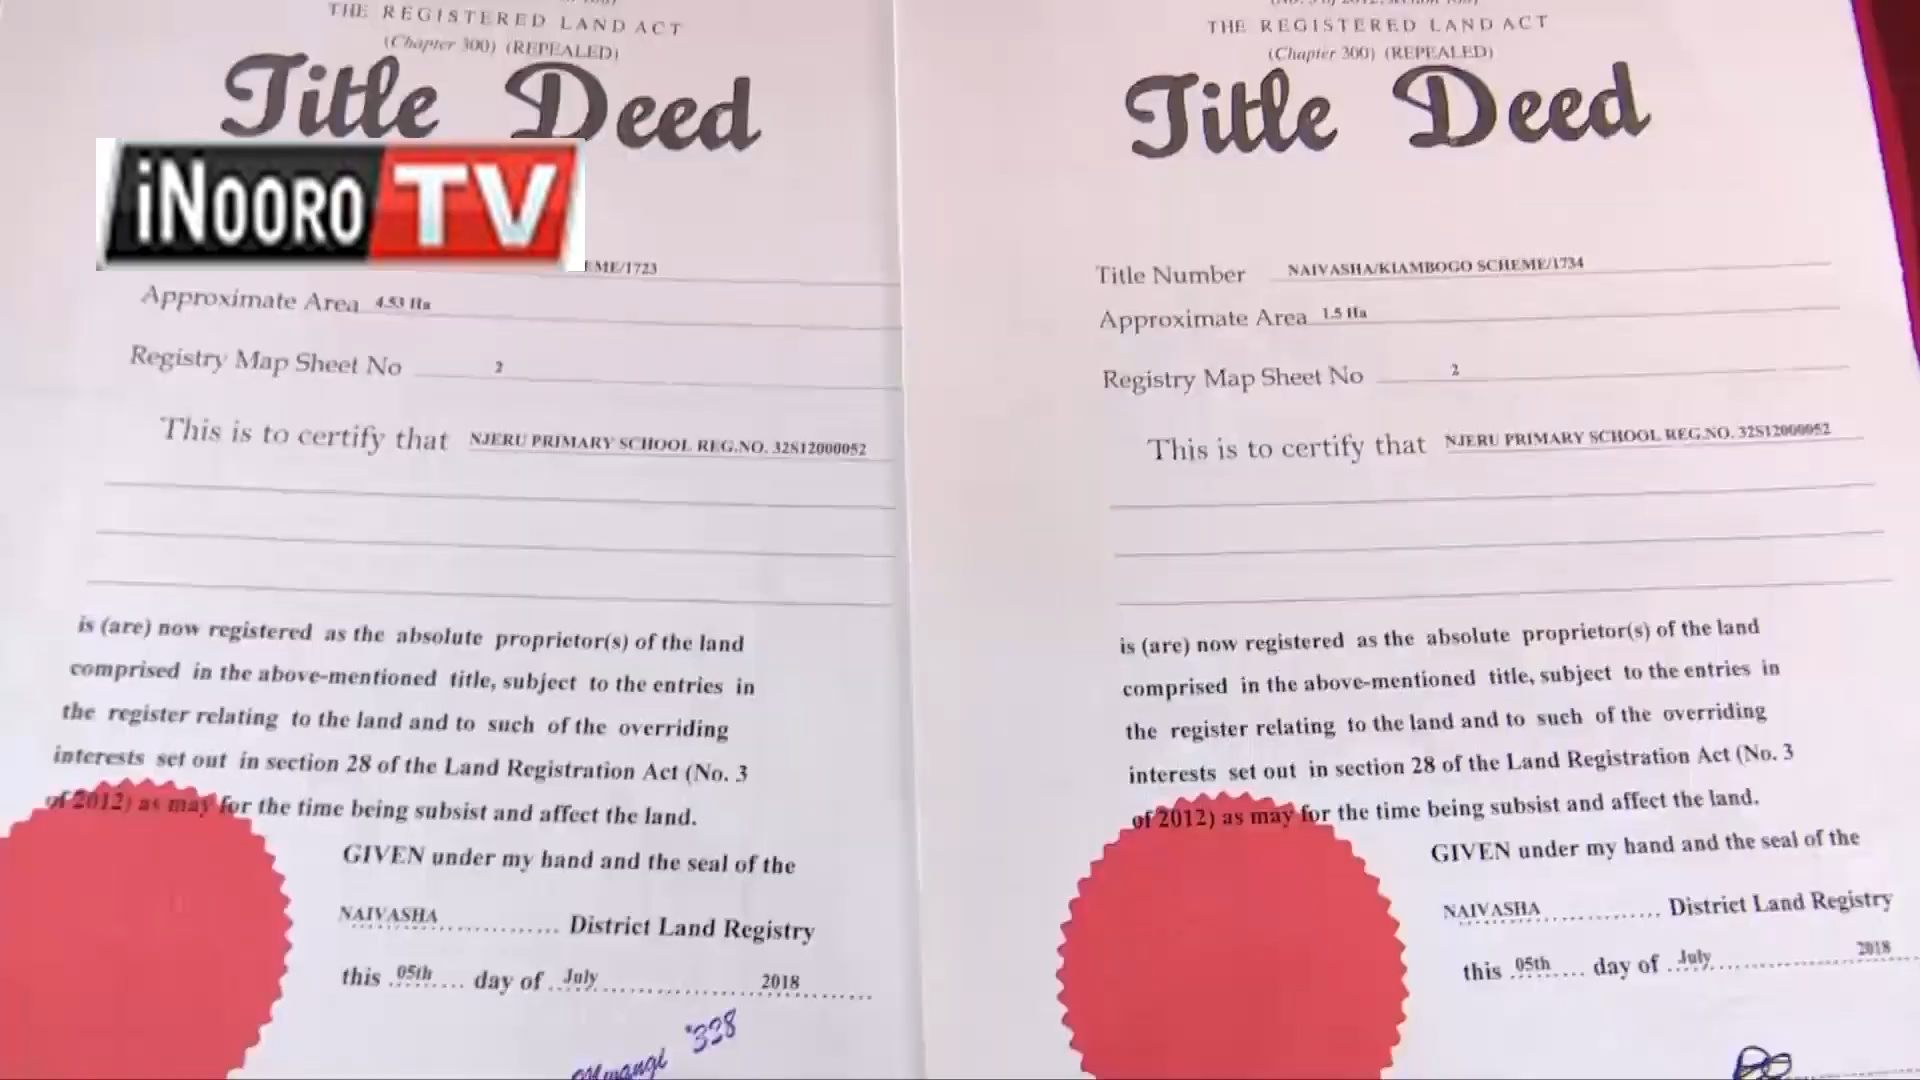 THE REGISTERED LAND ACT
(Chapter 300) (REPEALED)
Title Deed
iNOORO TV
EME/1723
Approximate Area 4.53 Ha
Registry Map Sheet No 2
This is to certify that NJERU PRIMARY SCHOOL REG.NO. 32S12000052
is (are) now registered as the absolute proprietor(s) of the land
comprised in the above-mentioned title, subject to the entries in
the register relating to the land and to such of the overriding
interests set out in section 28 of the Land Registration Act (No. 3
of 2012) as may for the time being subsist and affect the land.
GIVEN under my hand and the seal of the
NAIVASHA District Land Registry
this 05th day of July 2018
Mwangi *338
THE REGISTERED LAND ACT
(Chapter 300) (REPEALED)
Title Deed
Title Number NAIVASHA/KIAMBOGO SCHEME/1734
Approximate Area 1.5 Ha
Registry Map Sheet No 2
This is to certify that NJERU PRIMARY SCHOOL REG.NO. 32S12000052
is (are) now registered as the absolute proprietor(s) of the land
comprised in the above-mentioned title, subject to the entries in
the register relating to the land and to such of the overriding
interests set out in section 28 of the Land Registration Act (No. 3
of 2012) as may for the time being subsist and affect the land.
GIVEN under my hand and the seal of the
NAIVASHA District Land Registry
this 05th day of July 2018